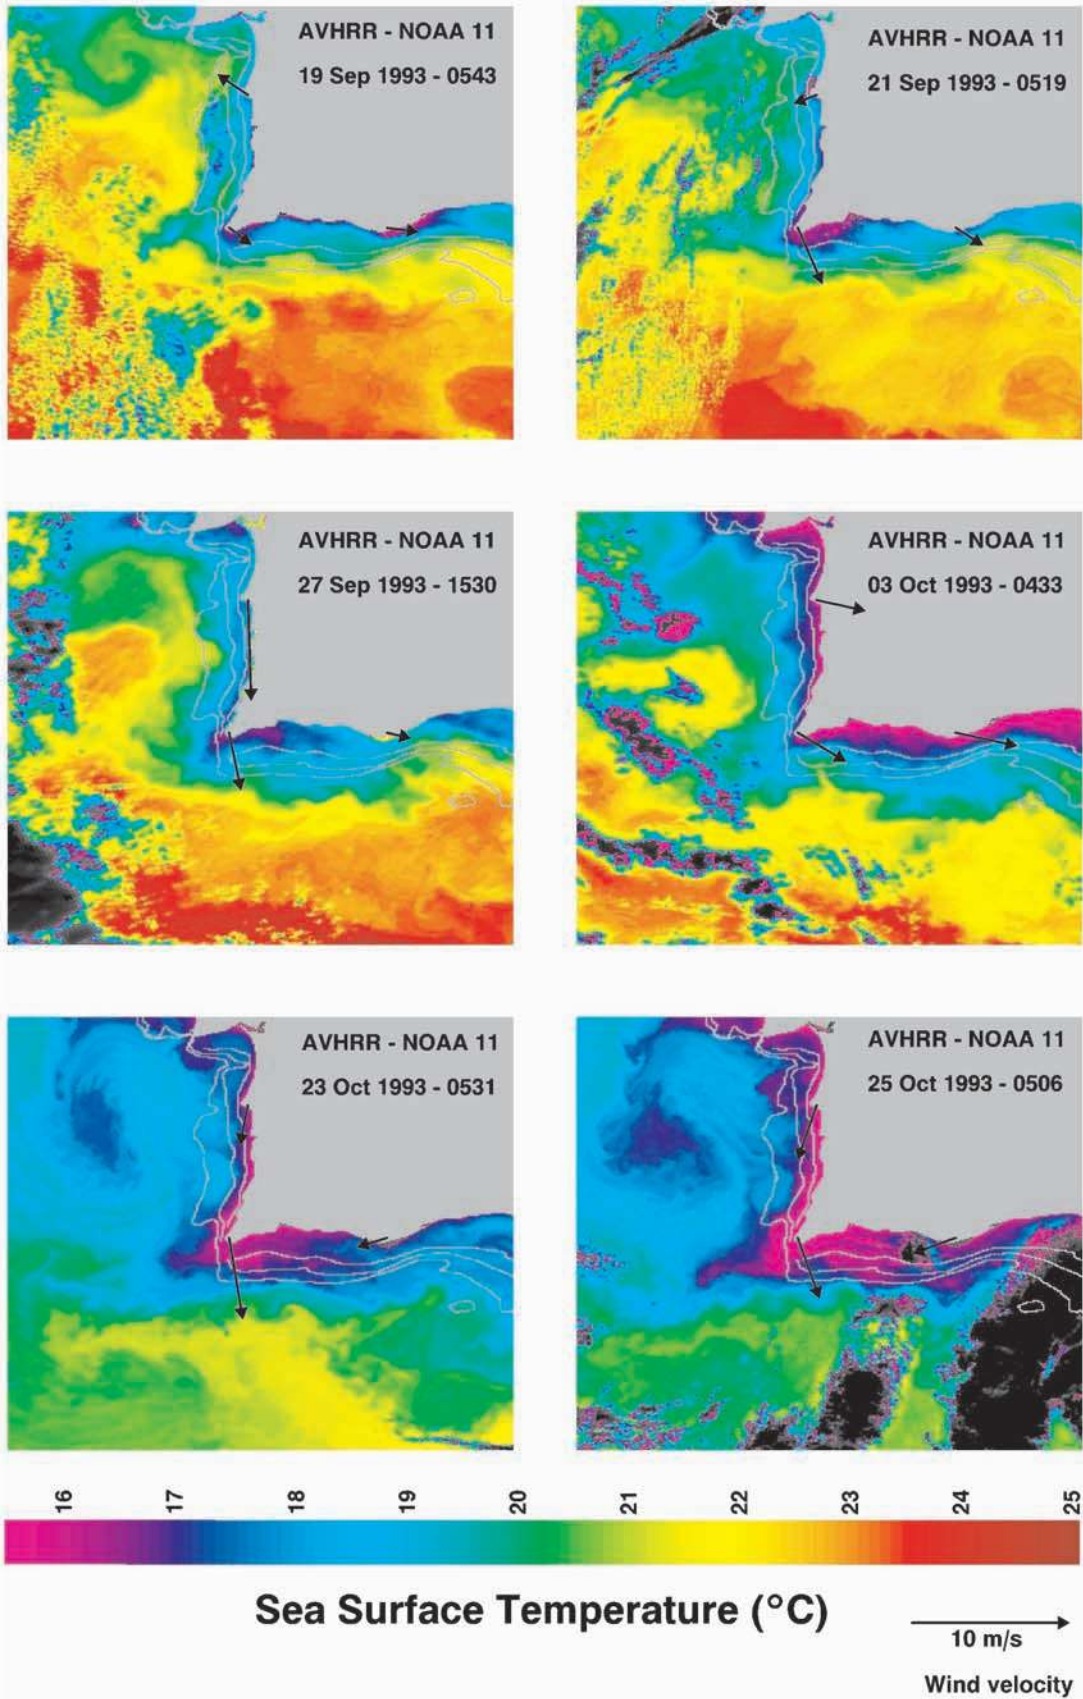 AVHRR - NOAA 11
19 Sep 1993 - 0543
AVHRR - NOAA 11
21 Sep 1993 - 0519
AVHRR - NOAA 11
27 Sep 1993 - 1530
AVHRR - NOAA 11
03 Oct 1993 - 0433
AVHRR - NOAA 11
23 Oct 1993 - 0531
AVHRR - NOAA 11
25 Oct 1993 - 0506
16 17 18 19 20 21 22 23 24 25
Sea Surface Temperature (°C)
10 m/s
Wind velocity